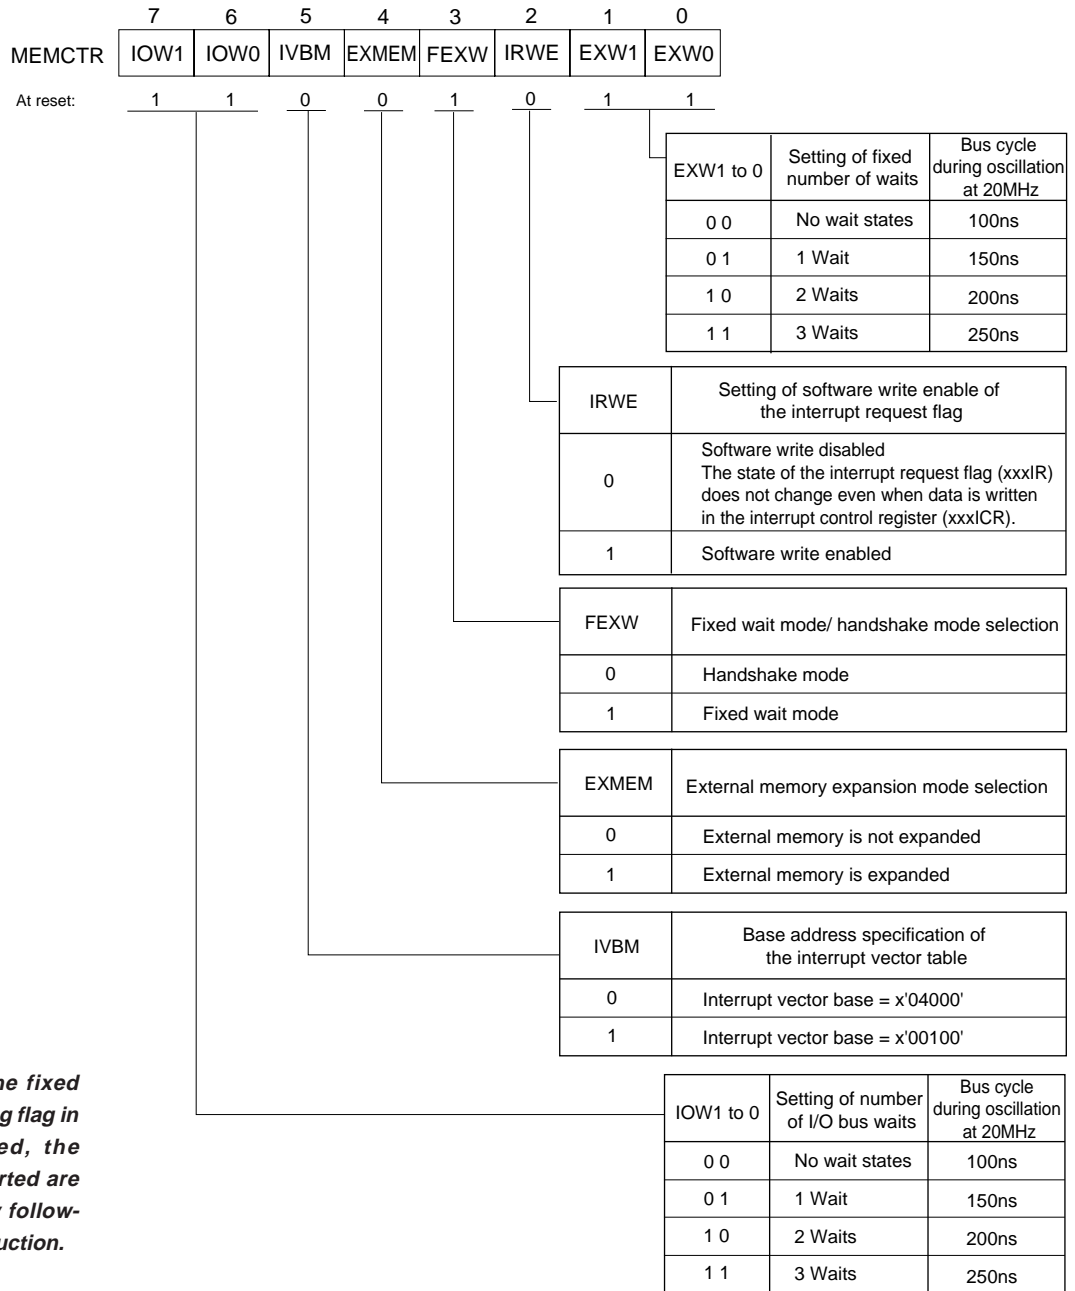 7 6 5 4 3 2 1 0
MEMCTR IOW1 IOW0 IVBM EXMEM FEXW IRWE EXW1 EXW0
At reset: 1 1 0 0 1 0 1 1
EXW1 to 0 Setting of fixed number of waits Bus cycle during oscillation at 20MHz
0 0 No wait states 100ns
0 1 1 Wait 150ns
1 0 2 Waits 200ns
1 1 3 Waits 250ns
IRWE Setting of software write enable of
the interrupt request flag
0 Software write disabled
The state of the interrupt request flag (xxxIR)
does not change even when data is written
in the interrupt control register (xxxICR).
1 Software write enabled
FEXW Fixed wait mode/ handshake mode selection
0 Handshake mode
1 Fixed wait mode
EXMEM External memory expansion mode selection
0 External memory is not expanded
1 External memory is expanded
IVBM Base address specification of
the interrupt vector table
0 Interrupt vector base = x'04000'
1 Interrupt vector base = x'00100'
IOW1 to 0 Setting of number of I/O bus waits Bus cycle during oscillation at 20MHz
0 0 No wait states 100ns
0 1 1 Wait 150ns
1 0 2 Waits 200ns
1 1 3 Waits 250ns
fixed
flag in
the
are
follow-